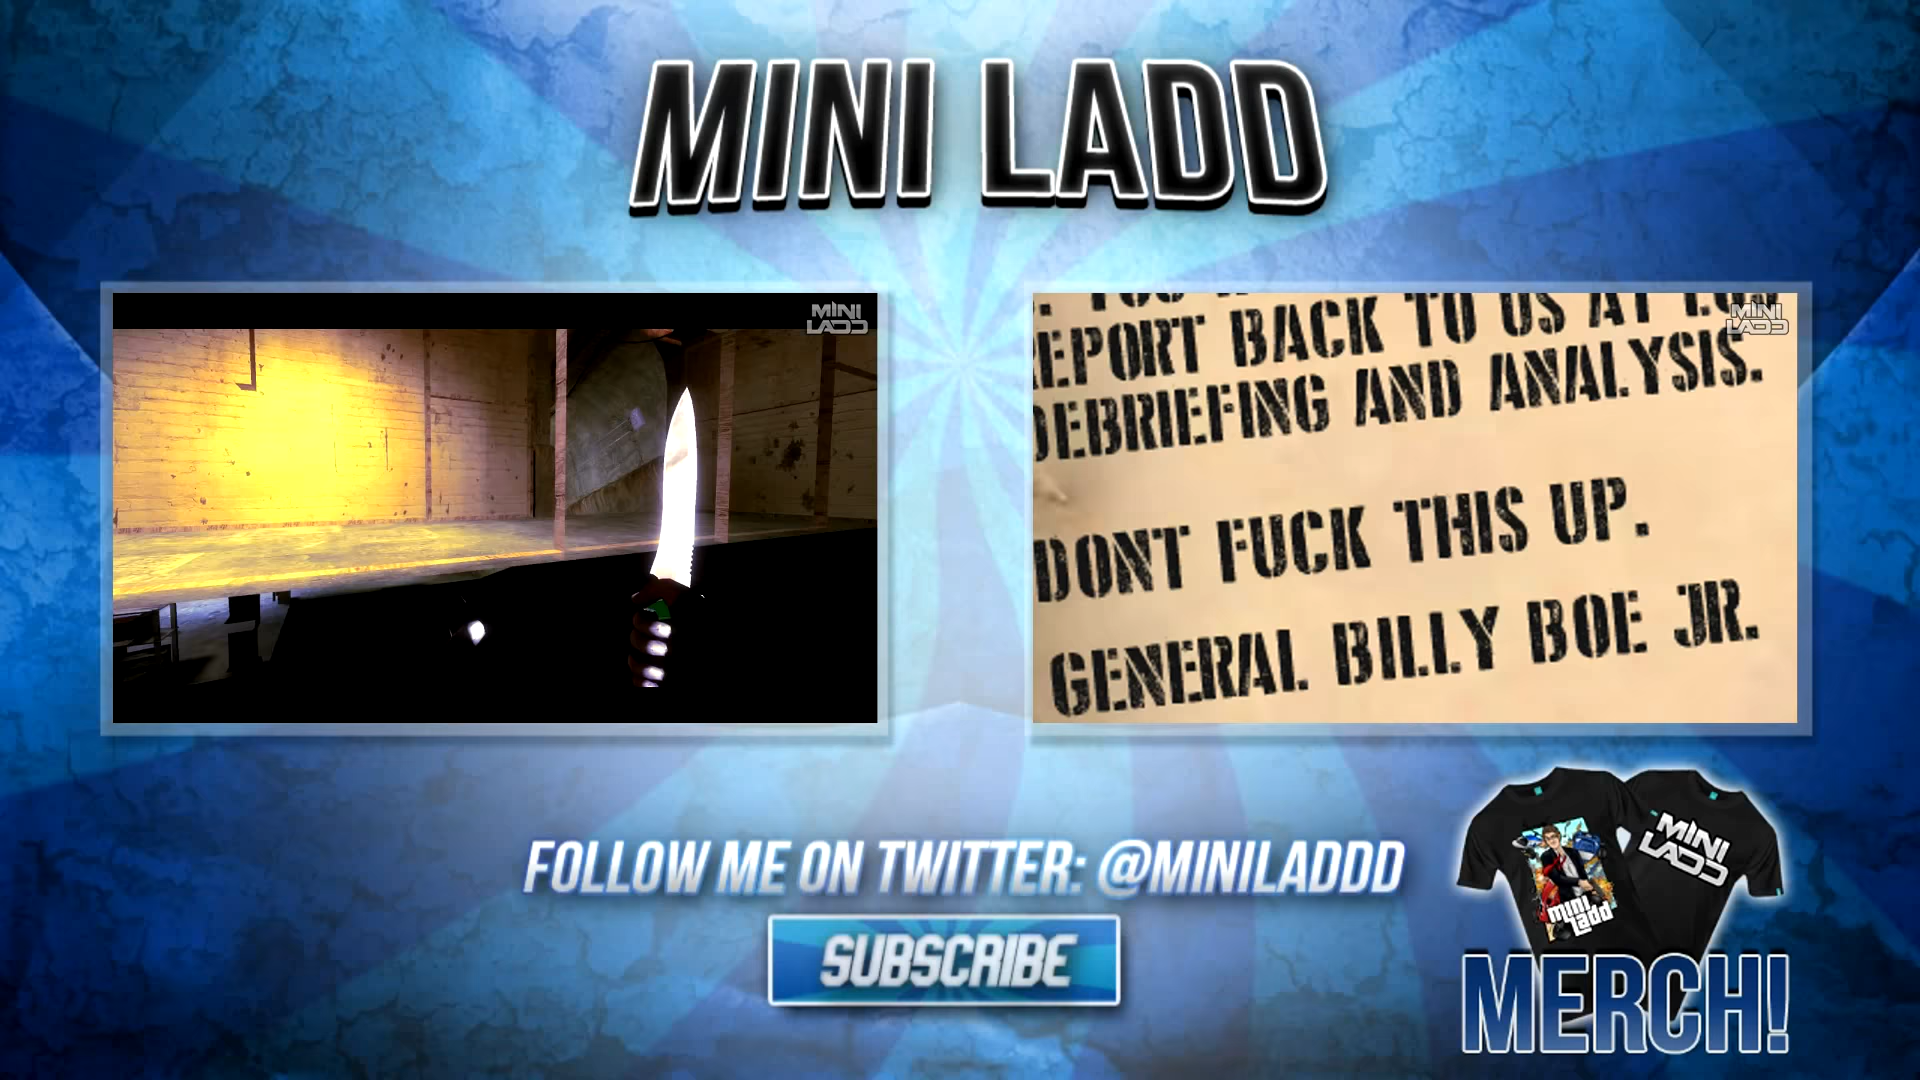 MINI LADD
MINI
LADD
MINI
LADD
REPORT BACK TO US AT
DEBRIEFING AND ANALYSIS.
DONT FUCK THIS UP.
GENERAL BILLY BOE JR.
FOLLOW ME ON TWITTER: @MINILADDD
SUBSCRIBE
mini
ladd
MINI
LADD
MERCH!